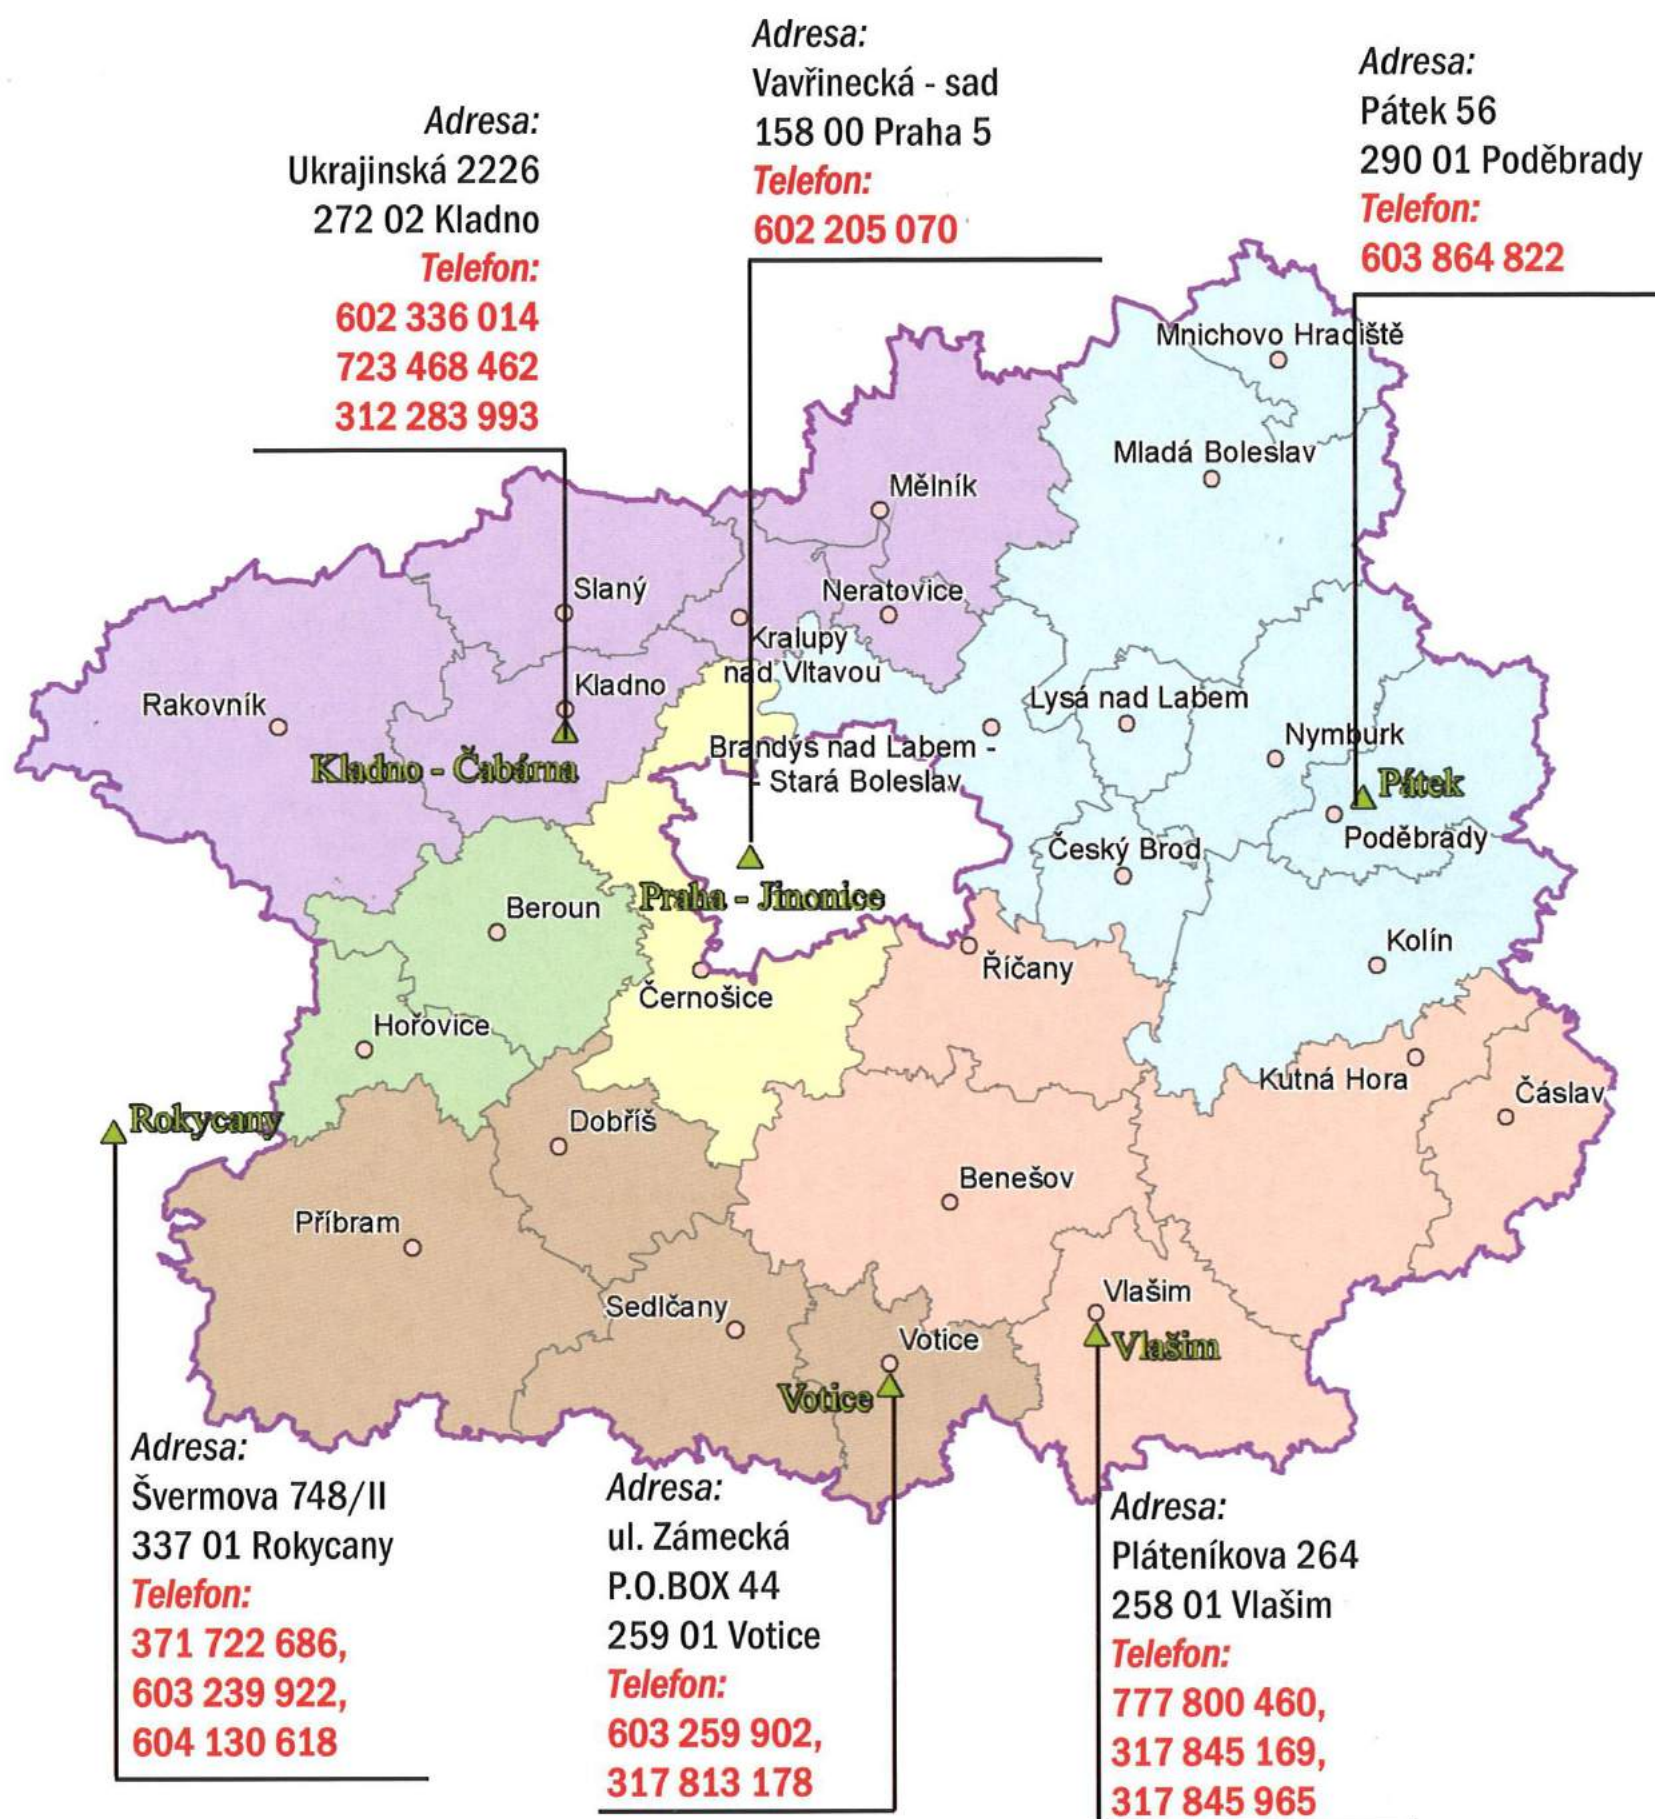 Adresa:
Vavřinecká - sad
158 00 Praha 5
Telefon:
602 205 070
Adresa:
Pátek 56
290 01 Poděbrady
Telefon:
603 864 822
Adresa:
Ukrajinská 2226
272 02 Kladno
Telefon:
602 336 014
723 468 462
312 283 993
Mnichovo Hradiště
Mladá Boleslav
Mělník
Slaný
Neratovice
Kralupy
nad Vltavou
Kladno
Rakovník
Lysá nad Labem
Nymburk
Brandýs nad Labem -
- Stará Boleslav
Kladno - Čabárna
Pátek
Poděbrady
Český Brod
Praha - Jinonice
Beroun
Kolín
Říčany
Černošice
Hořovice
Kutná Hora
Čáslav
Rokycany
Dobříš
Benešov
Příbram
Vlašim
Sedlčany
Votice
Vlašim
Votice
Adresa:
Švermova 748/II
337 01 Rokycany
Telefon:
371 722 686,
603 239 922,
604 130 618
Adresa:
ul. Zámecká
P.O.BOX 44
259 01 Votice
Telefon:
603 259 902,
317 813 178
Adresa:
Pláteníkova 264
258 01 Vlašim
Telefon:
777 800 460,
317 845 169,
317 845 965